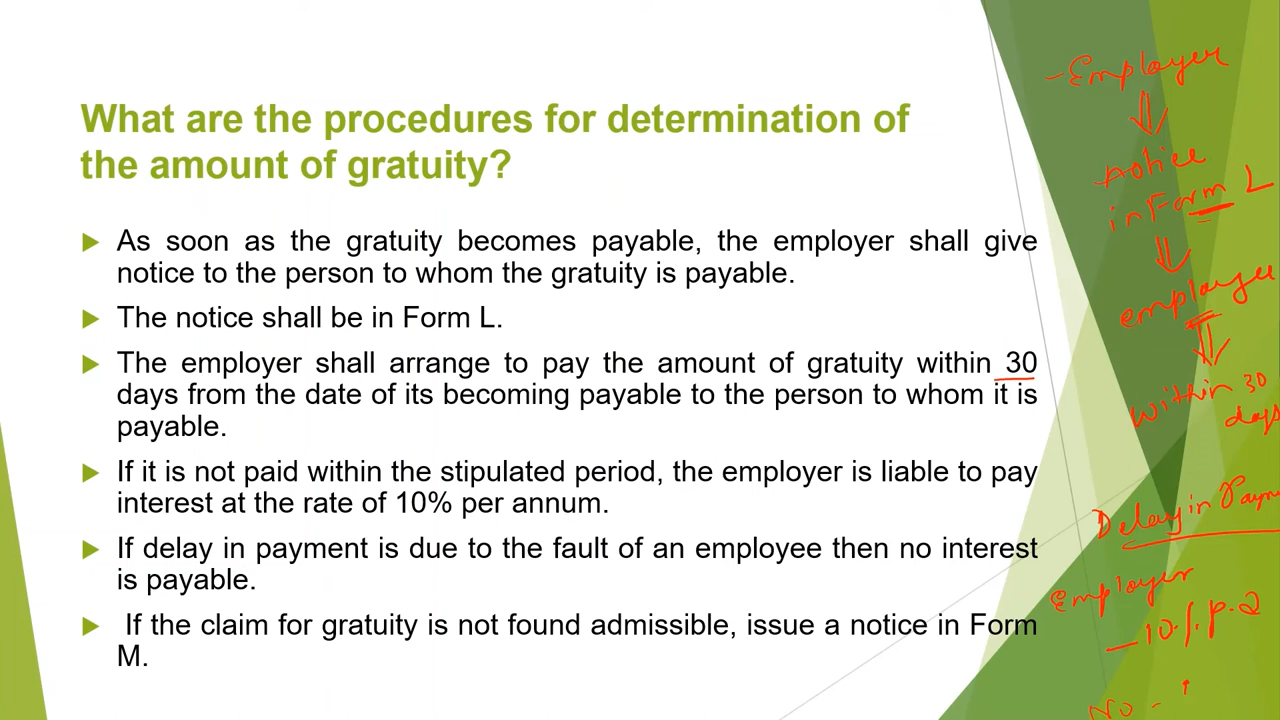 What are the procedures for determination of
the amount of gratuity?
As soon as the gratuity becomes payable, the employer shall give
notice to the person to whom the gratuity is payable.
The notice shall be in Form L.
The employer shall arrange to pay the amount of gratuity within 30
days from the date of its becoming payable to the person to whom it is
payable.
If it is not paid within the stipulated period, the employer is liable to pay
interest at the rate of 10% per annum.
If delay in payment is due to the fault of an employee then no interest
is payable.
If the claim for gratuity is not found admissible, issue a notice in Form
M.
- Employer
notice
in Form L
employee
within 30
days
Delay in Paym
Employer
10% p.a
No -